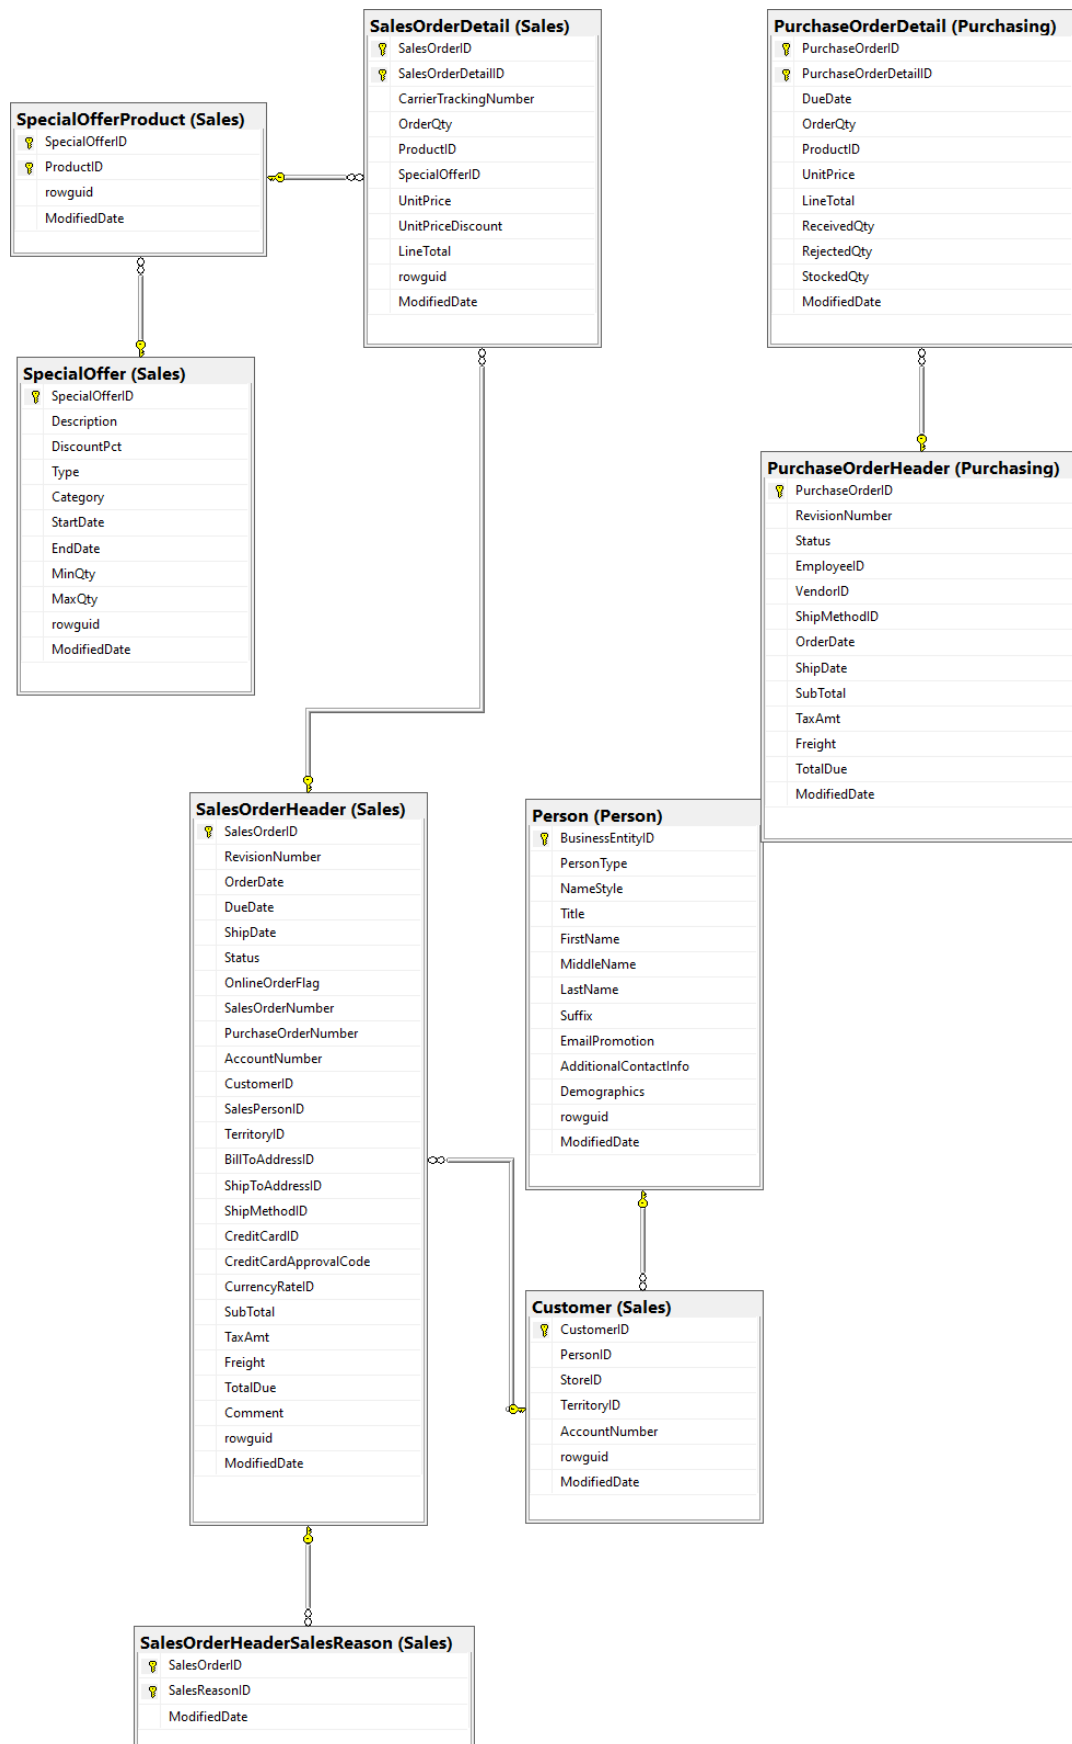 SalesOrderDetail (Sales)
SalesOrderID
SalesOrderDetailID
CarrierTrackingNumber
OrderQty
ProductID
SpecialOfferID
UnitPrice
UnitPriceDiscount
LineTotal
rowguid
ModifiedDate
PurchaseOrderDetail (Purchasing)
PurchaseOrderID
PurchaseOrderDetailID
DueDate
OrderQty
ProductID
UnitPrice
LineTotal
ReceivedQty
RejectedQty
StockedQty
ModifiedDate
SpecialOfferProduct (Sales)
SpecialOfferID
ProductID
rowguid
ModifiedDate
SpecialOffer (Sales)
SpecialOfferID
Description
DiscountPct
Type
Category
StartDate
EndDate
MinQty
MaxQty
rowguid
ModifiedDate
PurchaseOrderHeader (Purchasing)
PurchaseOrderID
RevisionNumber
Status
EmployeeID
VendorID
ShipMethodID
OrderDate
ShipDate
SubTotal
TaxAmt
Freight
TotalDue
ModifiedDate
SalesOrderHeader (Sales)
SalesOrderID
RevisionNumber
OrderDate
DueDate
ShipDate
Status
OnlineOrderFlag
SalesOrderNumber
PurchaseOrderNumber
AccountNumber
CustomerID
SalesPersonID
TerritoryID
BillToAddressID
ShipToAddressID
ShipMethodID
CreditCardID
CreditCardApprovalCode
CurrencyRateID
SubTotal
TaxAmt
Freight
TotalDue
Comment
rowguid
ModifiedDate
Person (Person)
BusinessEntityID
PersonType
NameStyle
Title
FirstName
MiddleName
LastName
Suffix
EmailPromotion
AdditionalContactInfo
Demographics
rowguid
ModifiedDate
Customer (Sales)
CustomerID
PersonID
StoreID
TerritoryID
AccountNumber
rowguid
ModifiedDate
SalesOrderHeaderSalesReason (Sales)
SalesOrderID
SalesReasonID
ModifiedDate